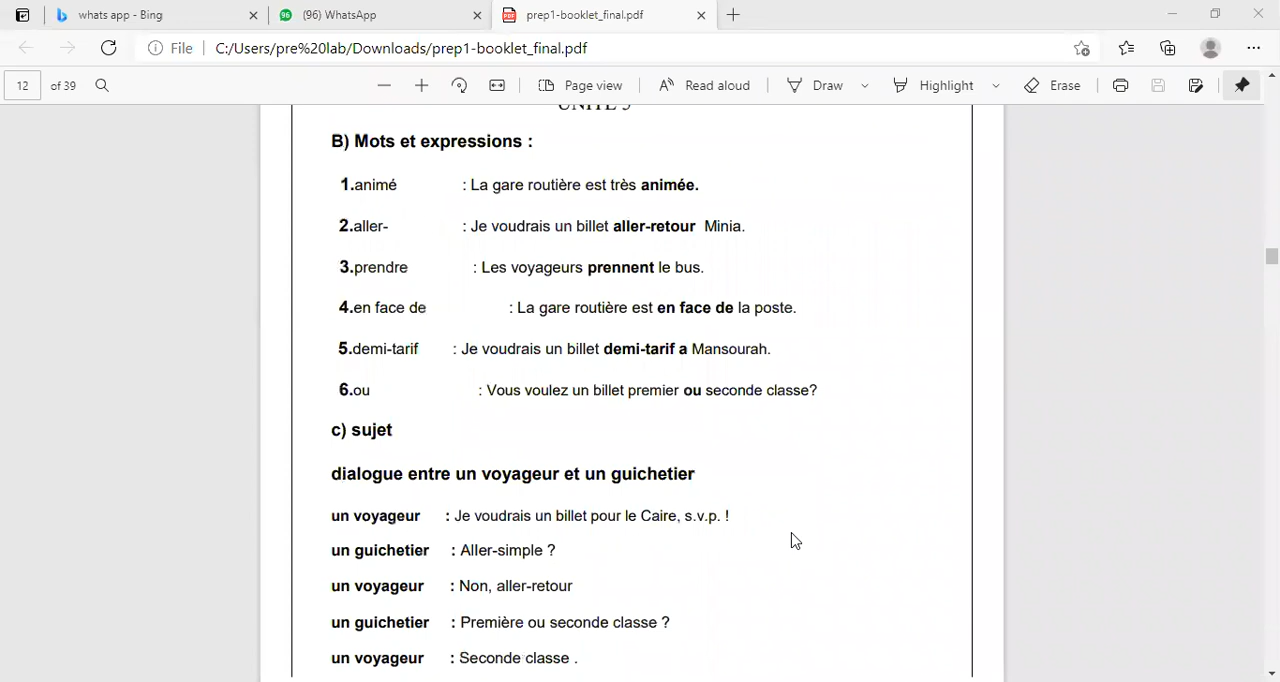 whats app - Bing
96 (96) WhatsApp
PDF prep1-booklet_final.pdf
File C:/Users/pre%20lab/Downloads/prep1-booklet_final.pdf
12 of 39 Page view Read aloud Draw Highlight Erase
UNITE 3
B) Mots et expressions :
1.animé : La gare routière est très animée.
2.aller- : Je voudrais un billet aller-retour Minia.
3.prendre : Les voyageurs prennent le bus.
4.en face de : La gare routière est en face de la poste.
5.demi-tarif : Je voudrais un billet demi-tarif a Mansourah.
6.ou : Vous voulez un billet premier ou seconde classe?
c) sujet
dialogue entre un voyageur et un guichetier
un voyageur : Je voudrais un billet pour le Caire, s.v.p. !
un guichetier : Aller-simple ?
un voyageur : Non, aller-retour
un guichetier : Première ou seconde classe ?
un voyageur : Seconde classe .